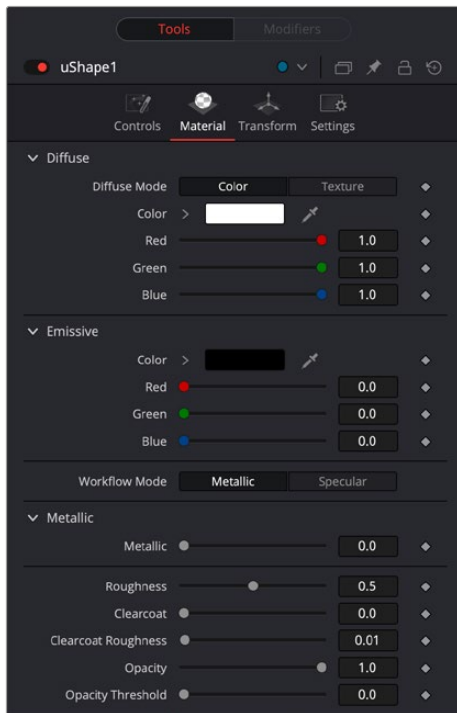 Tools Modifiers
uShape1
Controls Material Transform Settings
Diffuse
Diffuse Mode Color Texture
Color
Red 1.0
Green 1.0
Blue 1.0
Emissive
Color
Red 0.0
Green 0.0
Blue 0.0
Workflow Mode Metallic Specular
Metallic
Metallic 0.0
Roughness 0.5
Clearcoat 0.0
Clearcoat Roughness 0.01
Opacity 1.0
Opacity Threshold 0.0